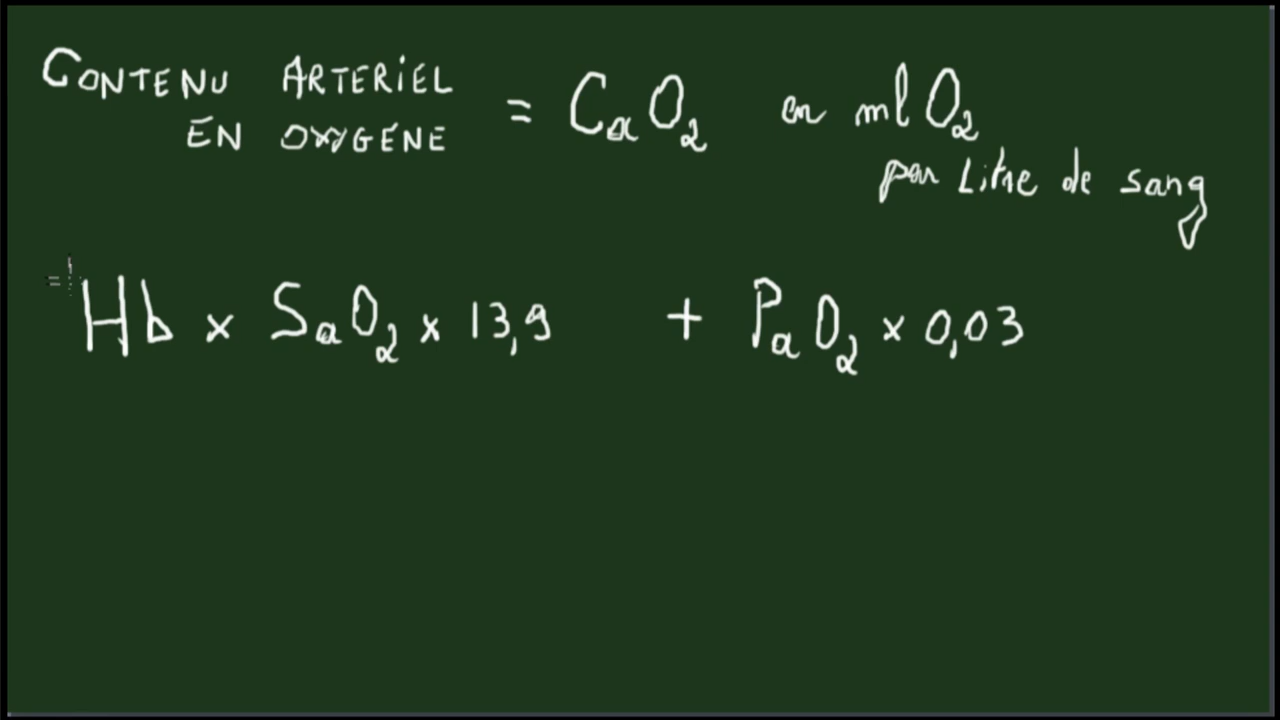 CONTENU ARTERIEL
EN OXYGENE = CaO2 en ml O2
par Litre de sang
= Hb x SaO2 x 13,9 + PaO2 x 0,03